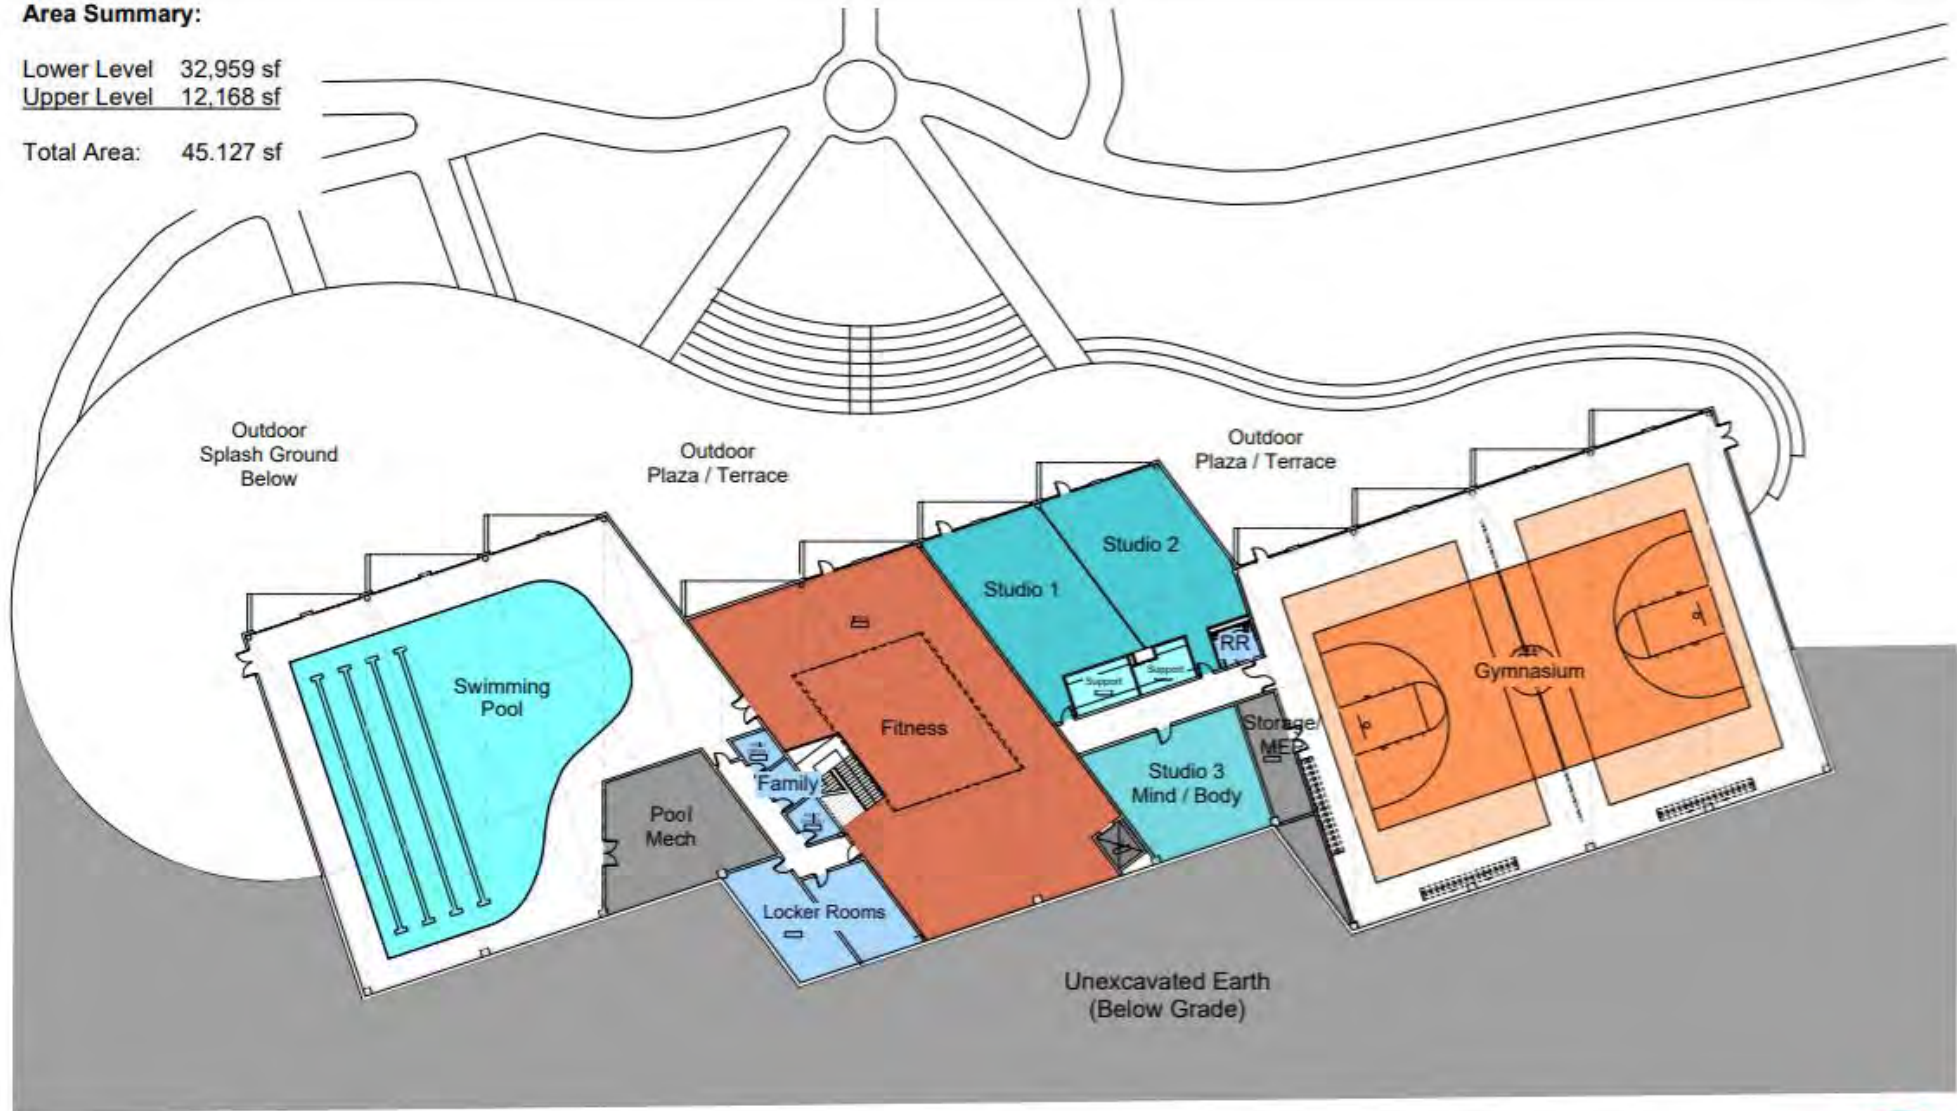 Area Summary:
Lower Level 32,959 sf
Upper Level 12,168 sf
Total Area: 45.127 sf
Outdoor
Splash Ground
Below
Outdoor
Plaza / Terrace
Outdoor
Plaza / Terrace
Swimming
Pool
Pool
Mech
Family
Locker Rooms
Fitness
Studio 1
Studio 2
Support
Support
RR
Storage/
MEP
Studio 3
Mind / Body
Gymnasium
Unexcavated Earth
(Below Grade)